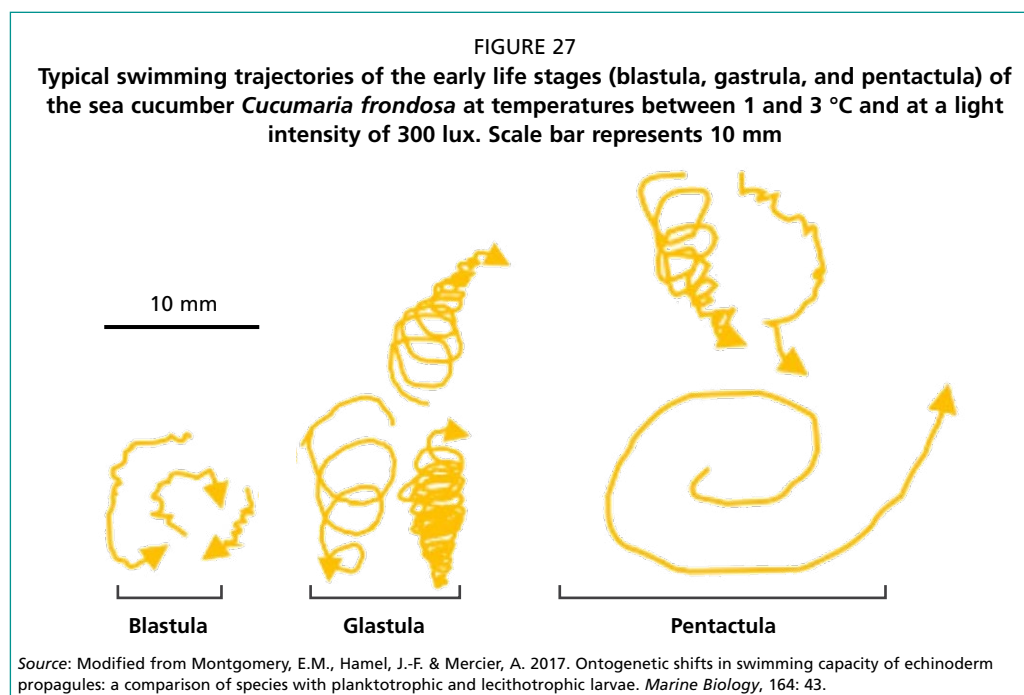 FIGURE 27
Typical swimming trajectories of the early life stages (blastula, gastrula, and pentactula) of
the sea cucumber Cucumaria frondosa at temperatures between 1 and 3 °C and at a light
intensity of 300 lux. Scale bar represents 10 mm
10 mm
Blastula
Glastula
Pentactula
Source: Modified from Montgomery, E.M., Hamel, J.-F. & Mercier, A. 2017. Ontogenetic shifts in swimming capacity of echinoderm
propagules: a comparison of species with planktotrophic and lecithotrophic larvae. Marine Biology, 164: 43.